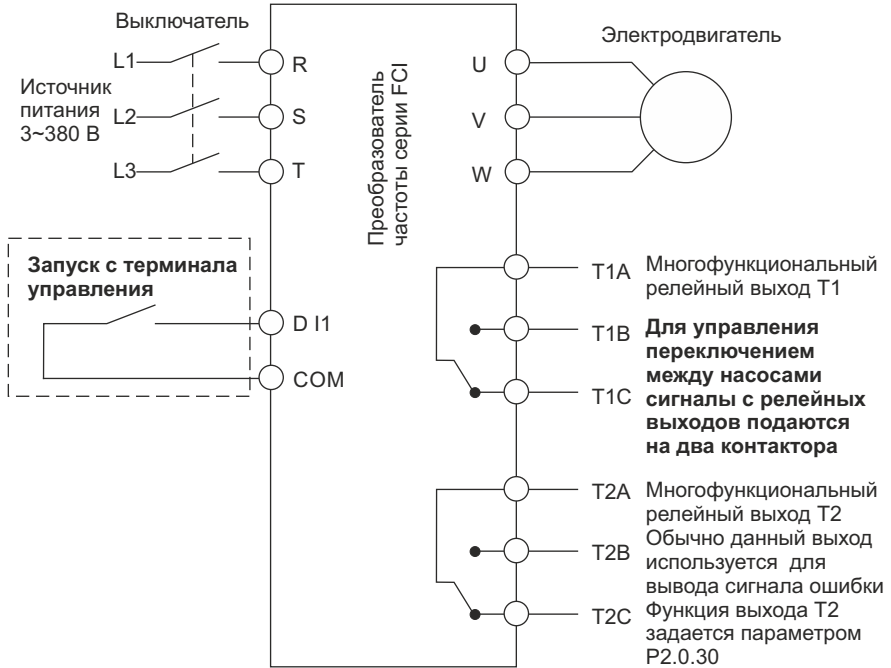 Выключатель
Электродвигатель
L1
R
U
Источник
питания
3~380 В
L2
S
V
L3
T
W
Преобразователь
частоты серии FCI
Запуск с терминала
управления
D I1
COM
T1A
Многофункциональный
релейный выход T1
T1B
Для управления
переключением
между насосами
сигналы с релейных
выходов подаются
на два контактора
T1C
T2A
Многофункциональный
релейный выход T2
T2B
Обычно данный выход
используется для
вывода сигнала ошибки
T2C
Функция выхода T2
задается параметром
P2.0.30